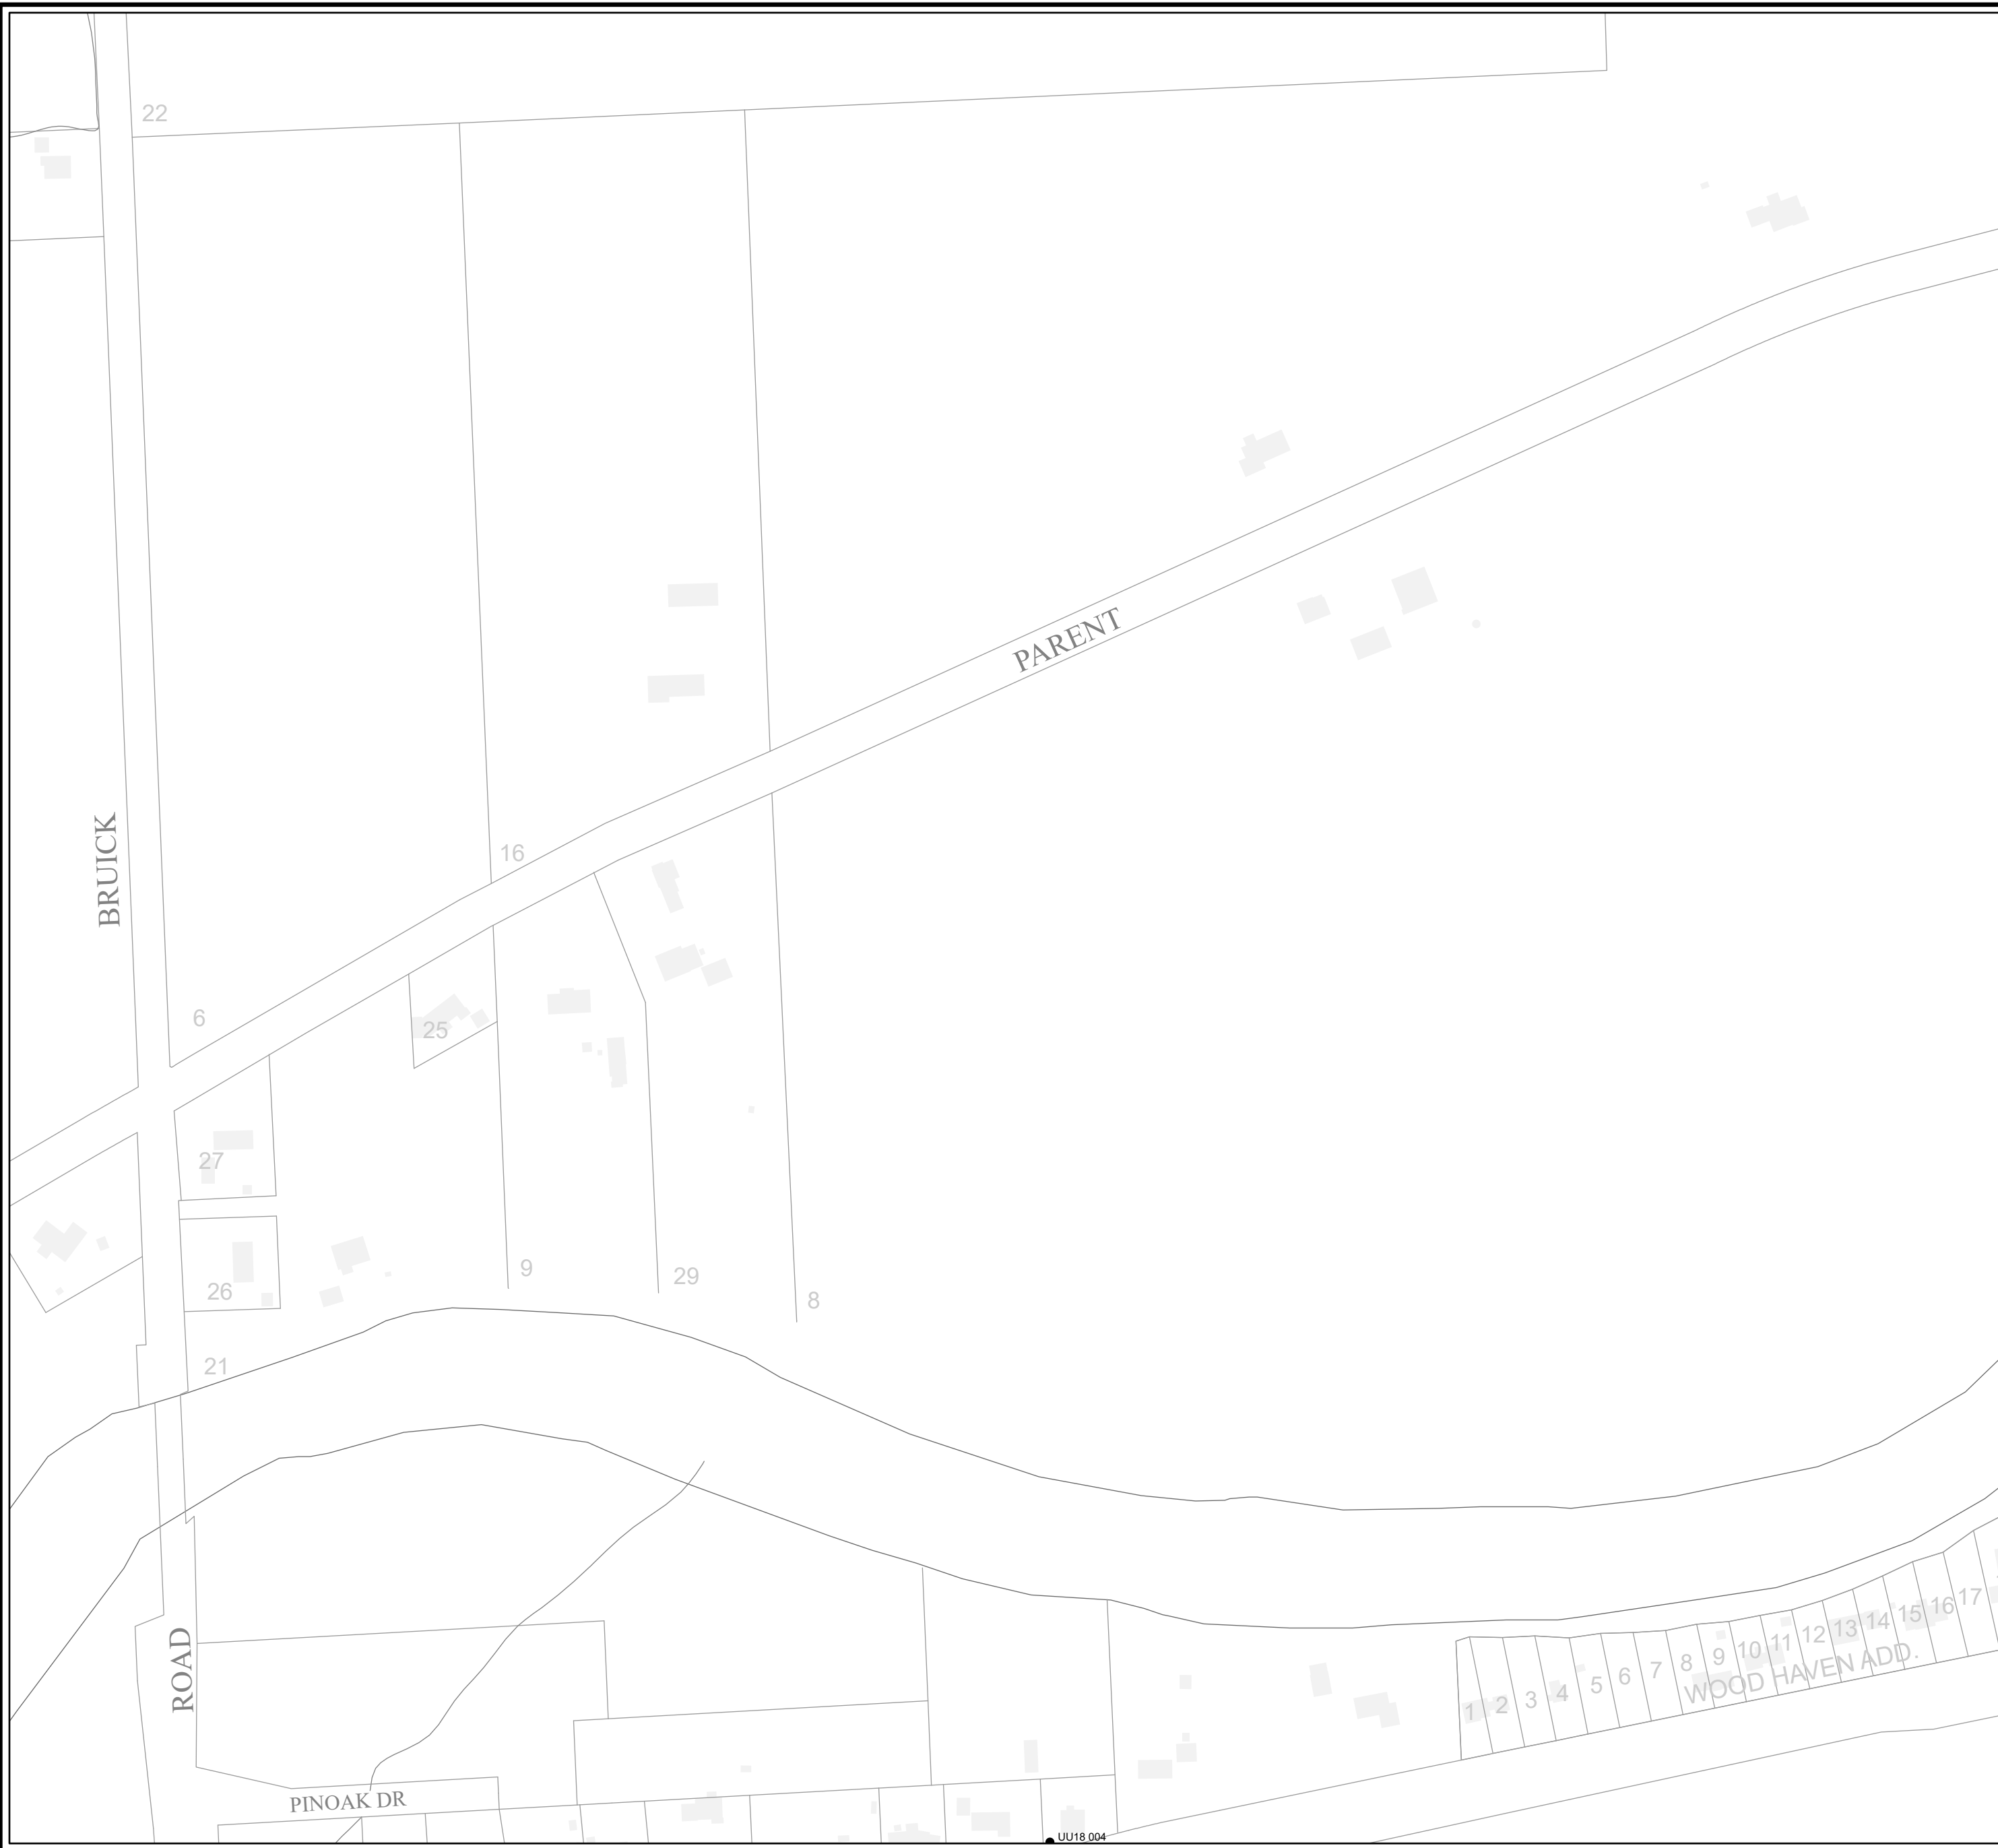 22
PARENT
BRUICK
16
6
25
27
9
29
26
8
21
ROAD
1 2 3 4 5 6 7 8 9 10 11 12 13 14 15 16 17
WOOD HAVEN ADD.
PINOAK DR
UU18 004